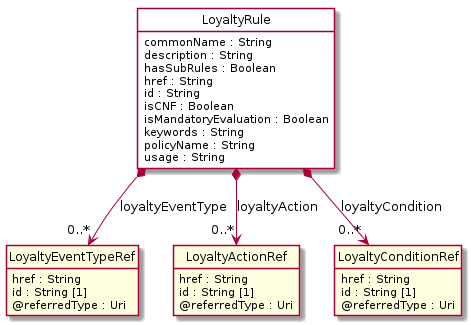 LoyaltyRule
commonName : String
description : String
hasSubRules : Boolean
href : String
id : String
isCNF : Boolean
isMandatoryEvaluation : Boolean
keywords : String
policyName : String
usage : String
loyaltyEventType
loyaltyAction
loyaltyCondition
0..*
0..*
0..*
LoyaltyEventTypeRef
href : String
id : String [1]
@referredType : Uri
LoyaltyActionRef
href : String
id : String [1]
@referredType : Uri
LoyaltyConditionRef
href : String
id : String [1]
@referredType : Uri